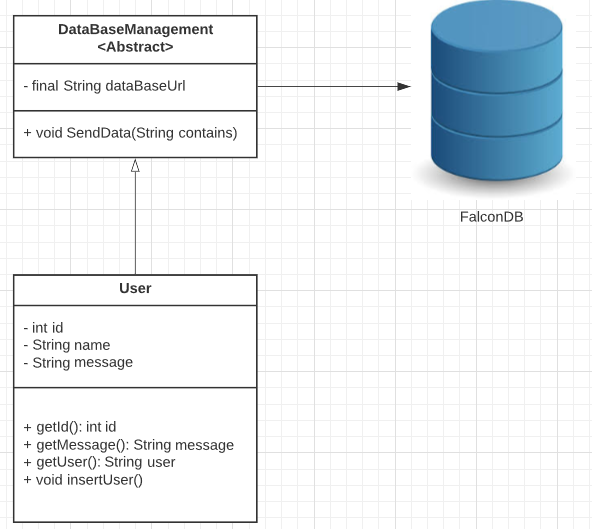 DataBaseManagement
<Abstract>
- final String dataBaseUrl
+ void SendData(String contains)
FalconDB
User
- int id
- String name
- String message
+ getId(): int id
+ getMessage(): String message
+ getUser(): String user
+ void insertUser()